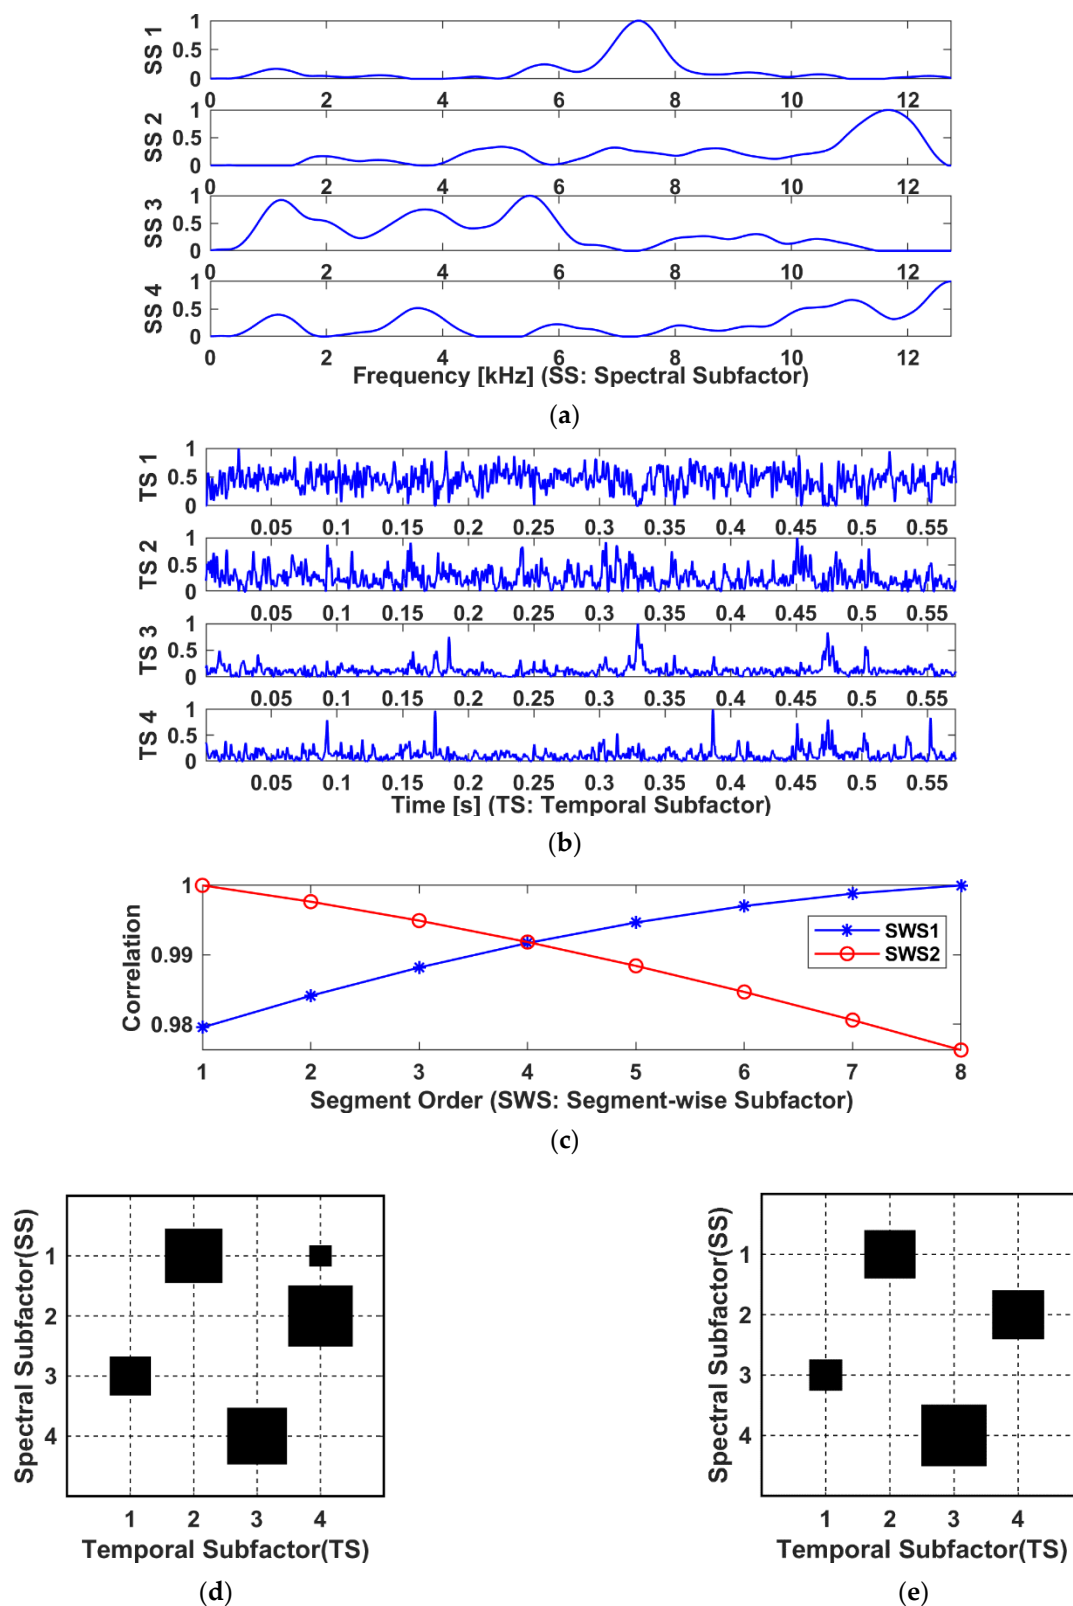 SS 1
1
0.5
0
0 2 4 6 8 10 12
SS 2
1
0.5
0
0 2 4 6 8 10 12
SS 3
1
0.5
0
0 2 4 6 8 10 12
SS 4
1
0.5
0
0 2 4 6 8 10 12
Frequency [kHz] (SS: Spectral Subfactor)
(a)
TS 1
1
0.5
0
0.05 0.1 0.15 0.2 0.25 0.3 0.35 0.4 0.45 0.5 0.55
TS 2
1
0.5
0
0.05 0.1 0.15 0.2 0.25 0.3 0.35 0.4 0.45 0.5 0.55
TS 3
1
0.5
0
0.05 0.1 0.15 0.2 0.25 0.3 0.35 0.4 0.45 0.5 0.55
TS 4
1
0.5
0
0.05 0.1 0.15 0.2 0.25 0.3 0.35 0.4 0.45 0.5 0.55
Time [s] (TS: Temporal Subfactor)
(b)
Correlation
1
0.99
0.98
SWS1
SWS2
1 2 3 4 5 6 7 8
Segment Order (SWS: Segment-wise Subfactor)
(c)
Spectral Subfactor(SS)
1
2
3
4
1 2 3 4
Temporal Subfactor(TS)
(d)
Spectral Subfactor(SS)
1
2
3
4
1 2 3 4
Temporal Subfactor(TS)
(e)